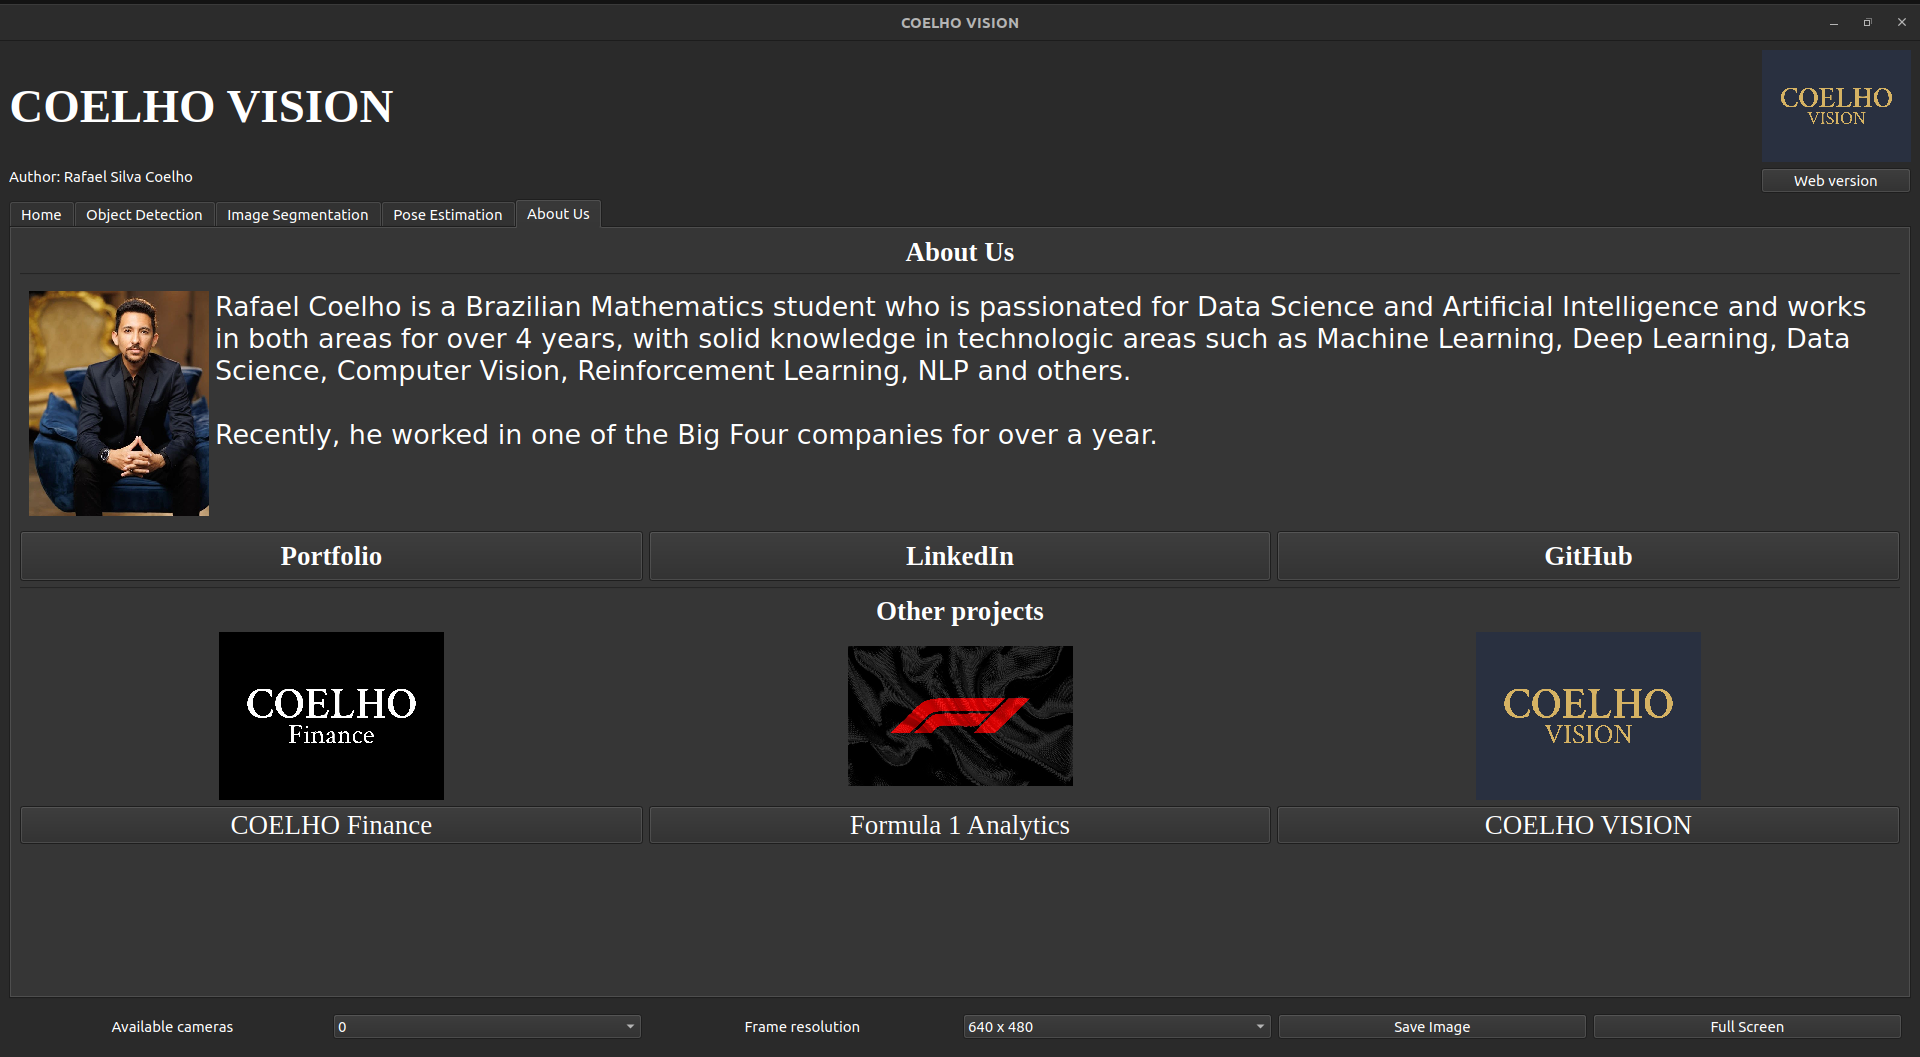 COELHO VISION
COELHO VISION
COELHO
VISION
Author: Rafael Silva Coelho
Web version
Home
Object Detection
Image Segmentation
Pose Estimation
About Us
About Us
Rafael Coelho is a Brazilian Mathematics student who is passionated for Data Science and Artificial Intelligence and works
in both areas for over 4 years, with solid knowledge in technologic areas such as Machine Learning, Deep Learning, Data
Science, Computer Vision, Reinforcement Learning, NLP and others.
Recently, he worked in one of the Big Four companies for over a year.
Portfolio
LinkedIn
GitHub
Other projects
COELHO
Finance
COELHO
VISION
COELHO Finance
Formula 1 Analytics
COELHO VISION
Available cameras
0
Frame resolution
640 x 480
Save Image
Full Screen